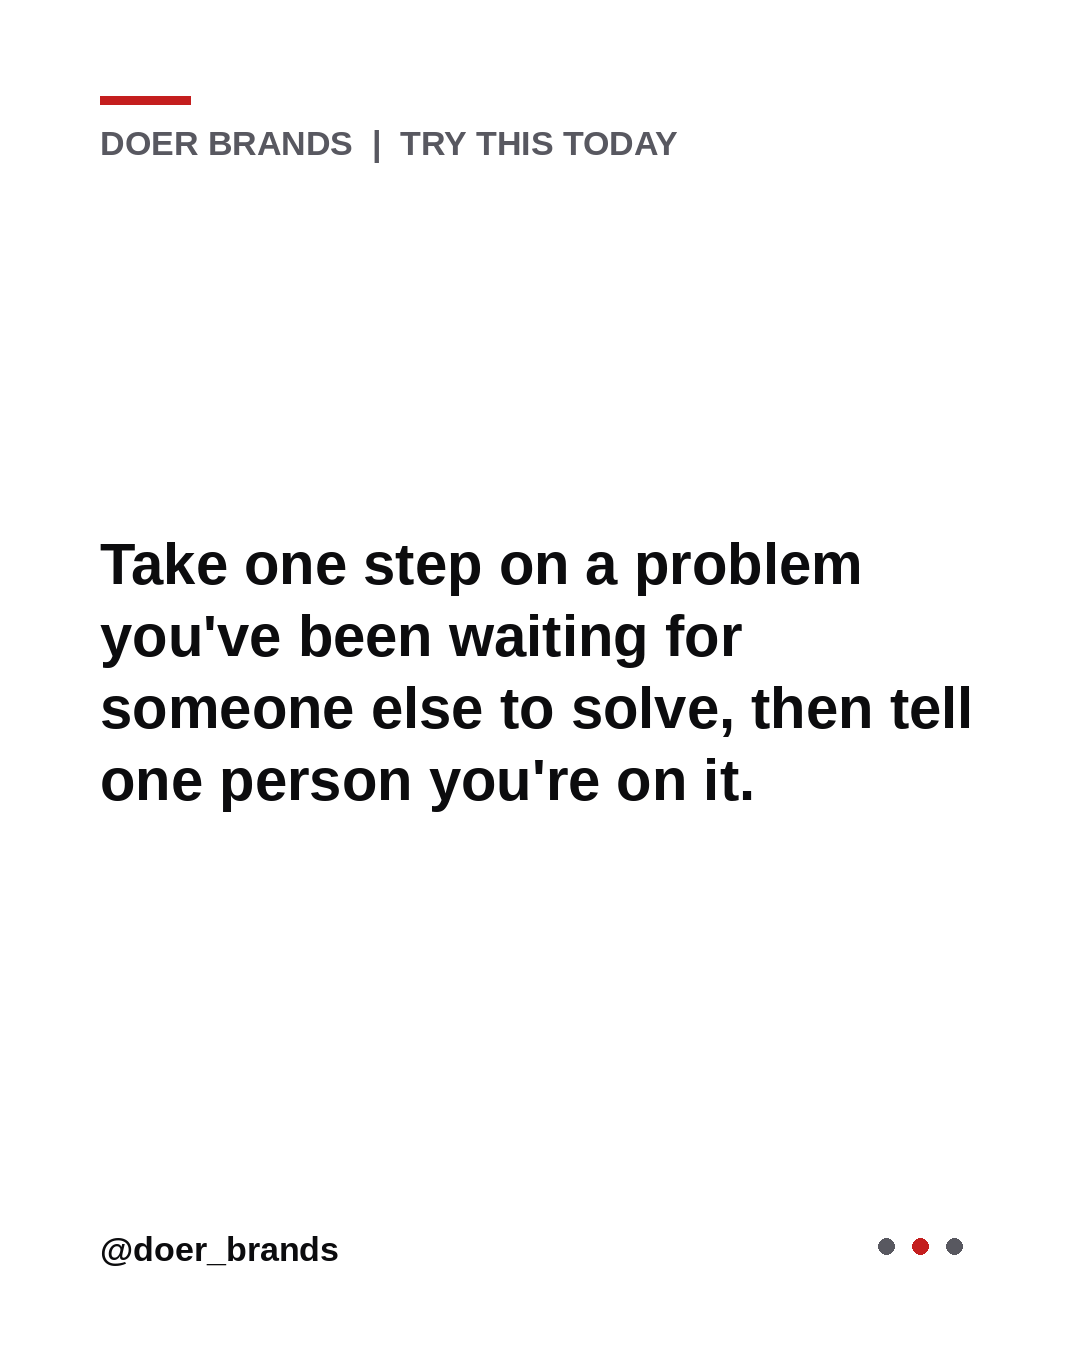 DOER BRANDS | TRY THIS TODAY
Take one step on a problem
you've been waiting for
someone else to solve, then tell
one person you're on it.
@doer_brands